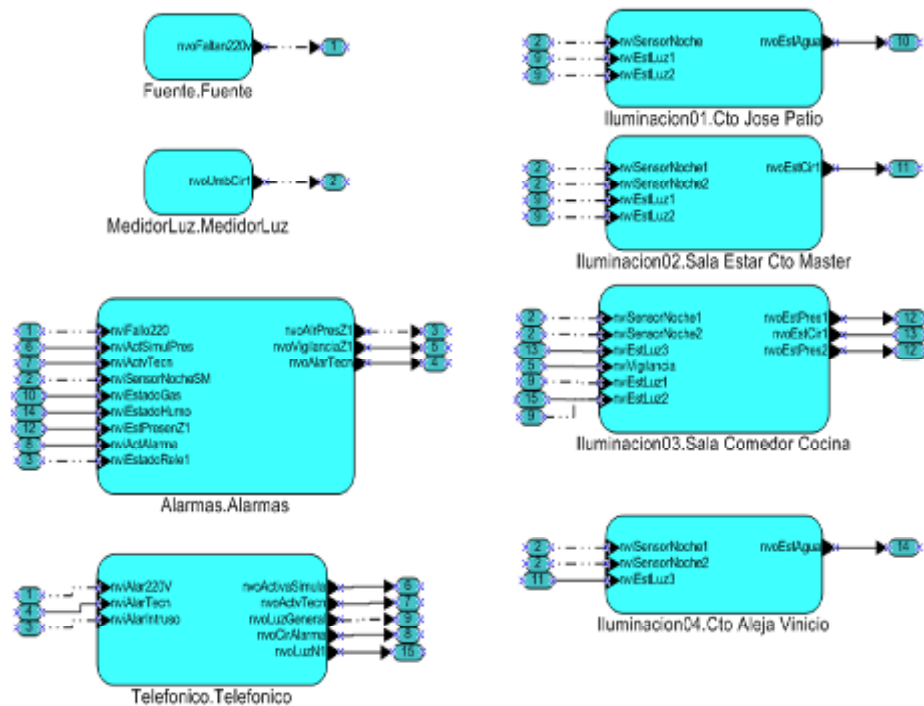 nvoFaltan220v 1
Fuente.Fuente
nvoUmbCir1 2
MedidorLuz.MedidorLuz
1 nviFallo220 nvoAlrPresZ1 3
6 nviActSimulPres nvoVigilanciaZ1 5
7 nviActvTecn nvoAlarTecn 4
2 nviSensorNocheSM
10 nviEstadoGas
14 nviEstadoHumo
12 nviEstPresenZ1
8 nviActAlarma
3 nviEstadoRele1
Alarmas.Alarmas
1 nviAlar220V nvoActivaSimula 6
4 nviAlarTecn nvoActvTecn 7
3 nviAlarIntruso nvoLuzGeneral 9
nvoCirAlarma 8
nvoLuzN1 15
Telefonico.Telefonico
2 nviSensorNoche nvoEstAgua 10
9 nviEstLuz1
9 nviEstLuz2
Iluminacion01.Cto Jose Patio
2 nviSensorNoche1 nvoEstCir1 11
2 nviSensorNoche2
9 nviEstLuz1
9 nviEstLuz2
Iluminacion02.Sala Estar Cto Master
2 nviSensorNoche1 nvoEstPres1 12
2 nviSensorNoche2 nvoEstCir1 13
13 nviEstLuz3 nvoEstPres2 12
5 nviVigilancia
9 nviEstLuz1
15 nviEstLuz2
9
Iluminacion03.Sala Comedor Cocina
2 nviSensorNoche1 nvoEstAgua 14
2 nviSensorNoche2
11 nviEstLuz3
Iluminacion04.Cto Aleja Vinicio